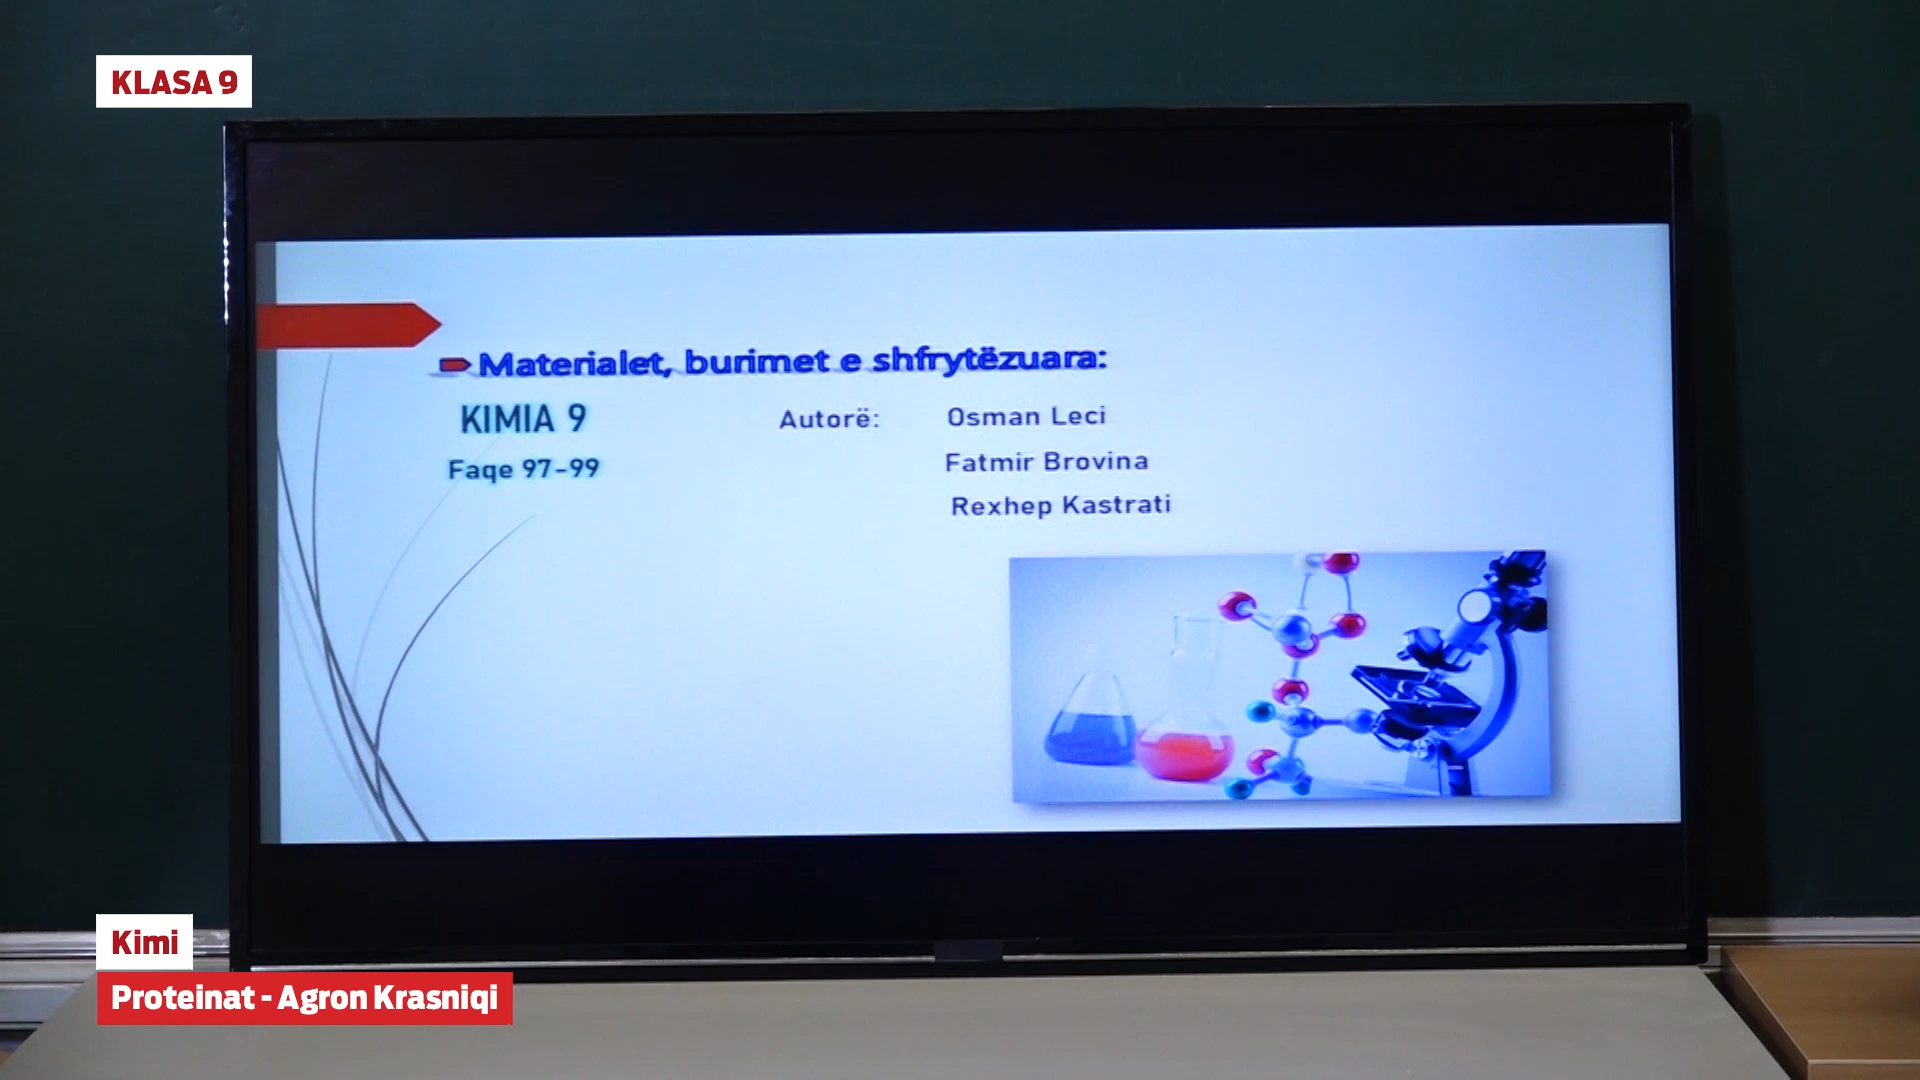 KLASA 9
Materialet, burimet e shfrytëzuara:
KIMIA 9
Autorë:
Osman Leci
Faqe 97-99
Fatmir Brovina
Rexhep Kastrati
Kimi
Proteinat - Agron Krasniqi